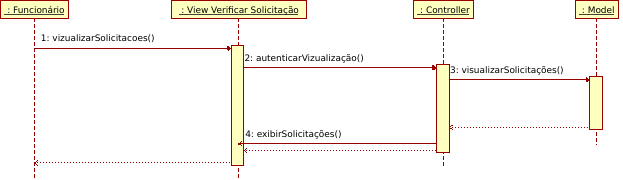 : Funcionário
: View Verificar Solicitação
: Controller
: Model
1: vizualizarSolicitacoes()
2: autenticarVizualização()
3: visualizarSolicitações()
4: exibirSolicitações()